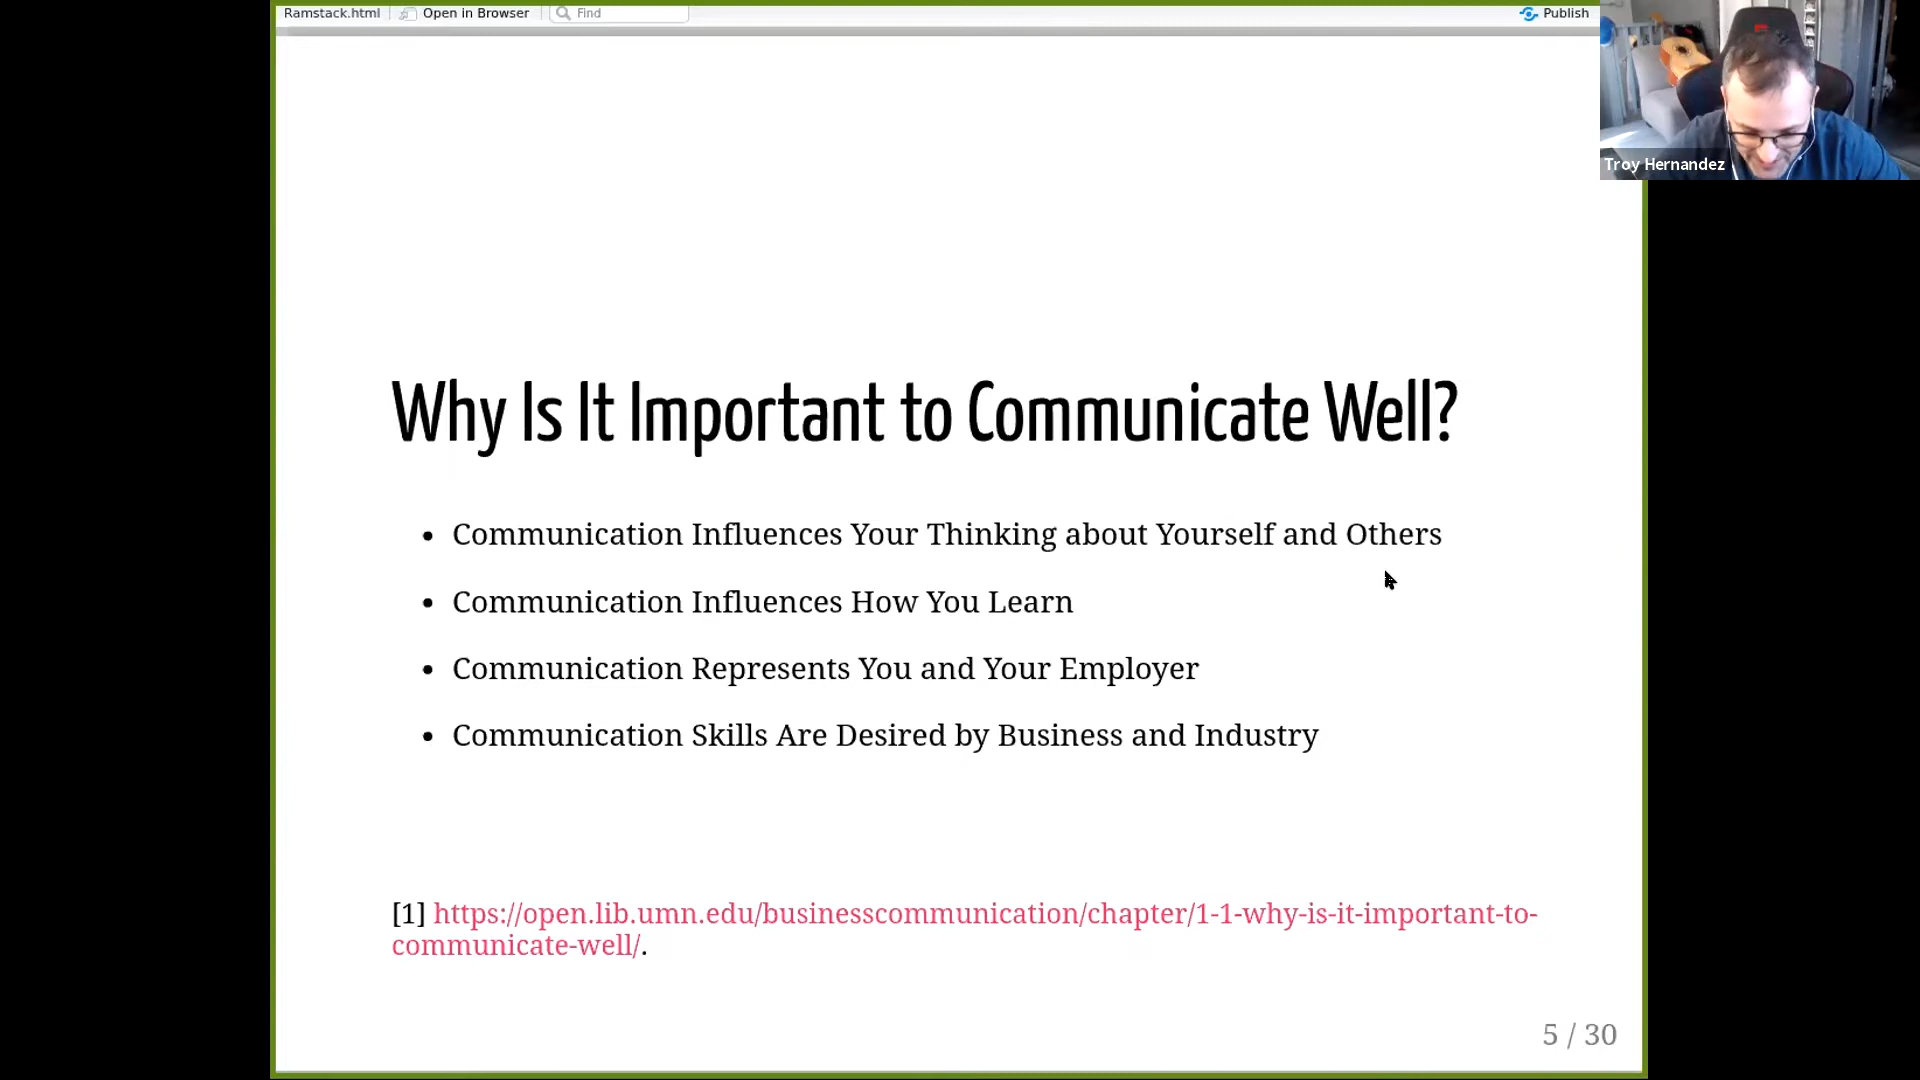 Ramstack.html Open in Browser Find Publish
Troy Hernandez
Why Is It Important to Communicate Well?
• Communication Influences Your Thinking about Yourself and Others
• Communication Influences How You Learn
• Communication Represents You and Your Employer
• Communication Skills Are Desired by Business and Industry
[1] https://open.lib.umn.edu/businesscommunication/chapter/1-1-why-is-it-important-to-
communicate-well/.
5 / 30